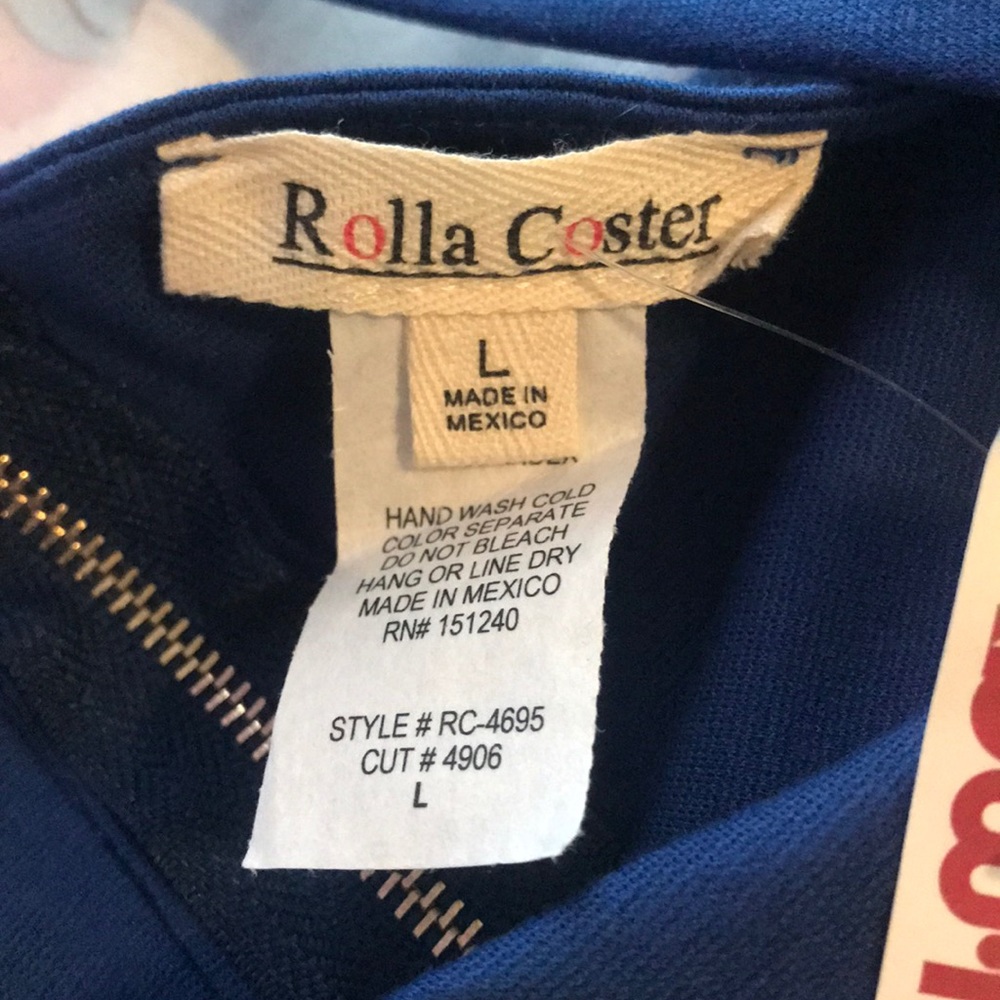 Rolla Coster
L
MADE IN
MEXICO
HAND WASH COLD
COLOR SEPARATE
DO NOT BLEACH
HANG OR LINE DRY
MADE IN MEXICO
RN# 151240
STYLE # RC-4695
CUT # 4906
L